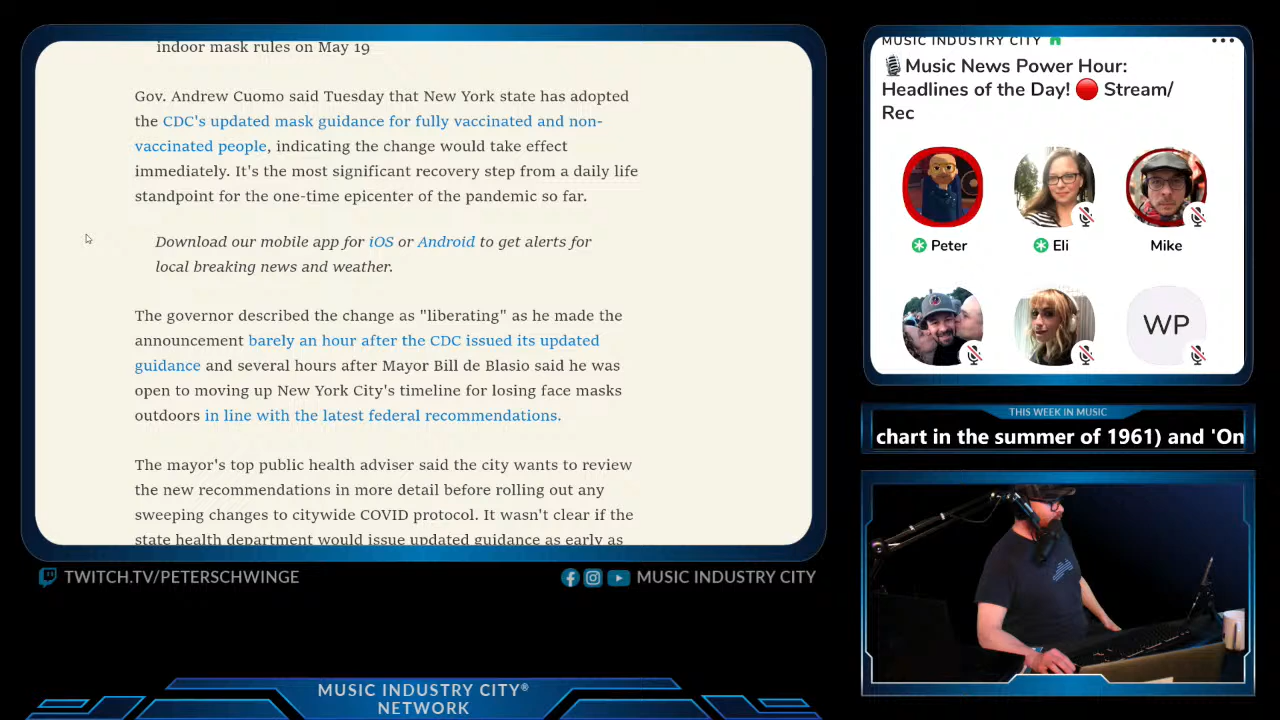 indoor mask rules on May 19
Gov. Andrew Cuomo said Tuesday that New York state has adopted
the CDC's updated mask guidance for fully vaccinated and non-
vaccinated people, indicating the change would take effect
immediately. It's the most significant recovery step from a daily life
standpoint for the one-time epicenter of the pandemic so far.
Download our mobile app for iOS or Android to get alerts for
local breaking news and weather.
The governor described the change as "liberating" as he made the
announcement barely an hour after the CDC issued its updated
guidance and several hours after Mayor Bill de Blasio said he was
open to moving up New York City's timeline for losing face masks
outdoors in line with the latest federal recommendations.
The mayor's top public health adviser said the city wants to review
the new recommendations in more detail before rolling out any
sweeping changes to citywide COVID protocol. It wasn't clear if the
state health department would issue updated guidance as early as
TWITCH.TV/PETERSCHWINGE
MUSIC INDUSTRY CITY
MUSIC INDUSTRY CITY®
NETWORK
MUSIC INDUSTRY CITY
Music News Power Hour:
Headlines of the Day! 🔴 Stream/
Rec
Peter
Eli
Mike
WP
THIS WEEK IN MUSIC
chart in the summer of 1961) and 'On